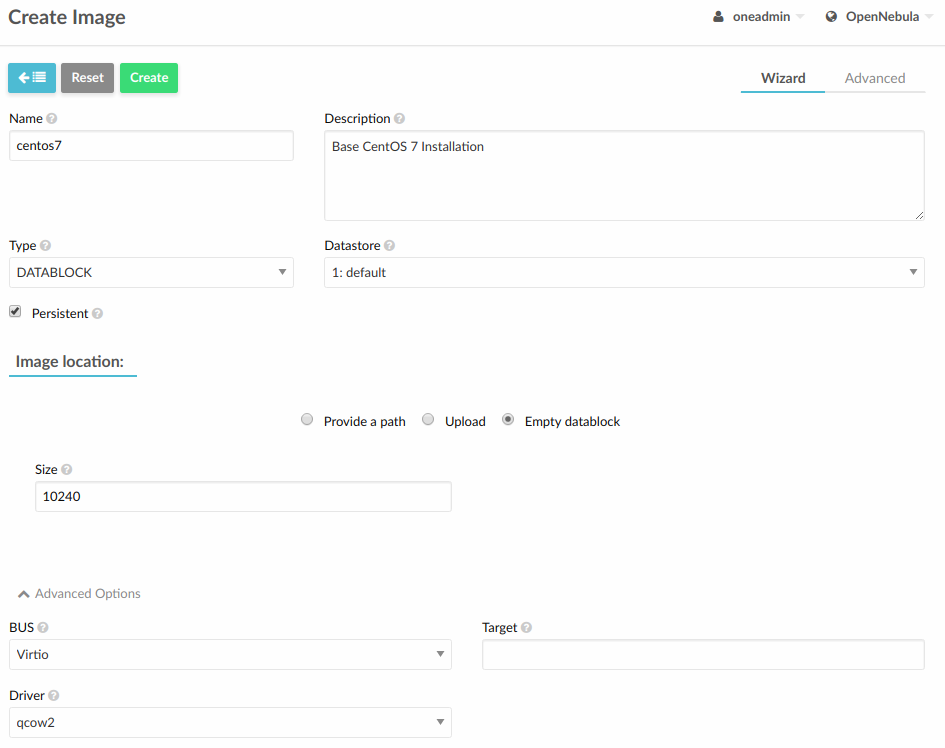 Create Image
oneadmin
OpenNebula
Reset
Create
Wizard
Advanced
Name ?
Description ?
centos7
Base CentOS 7 Installation
Type ?
Datastore ?
DATABLOCK
1: default
Persistent ?
Image location:
Provide a path
Upload
Empty datablock
Size ?
10240
Advanced Options
BUS ?
Target ?
Virtio
Driver ?
qcow2